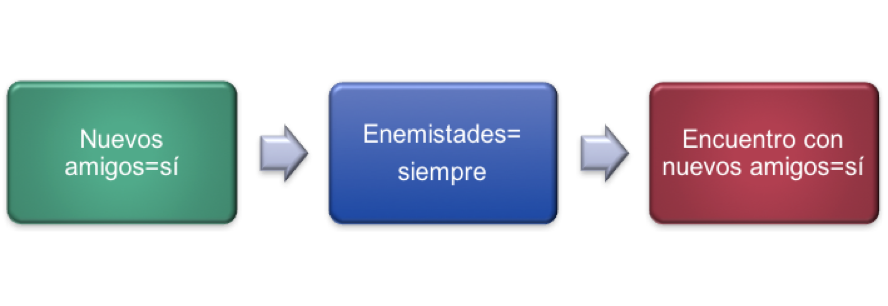 Nuevos
amigos=sí
Enemistades=
siempre
Encuentro con
nuevos amigos=sí